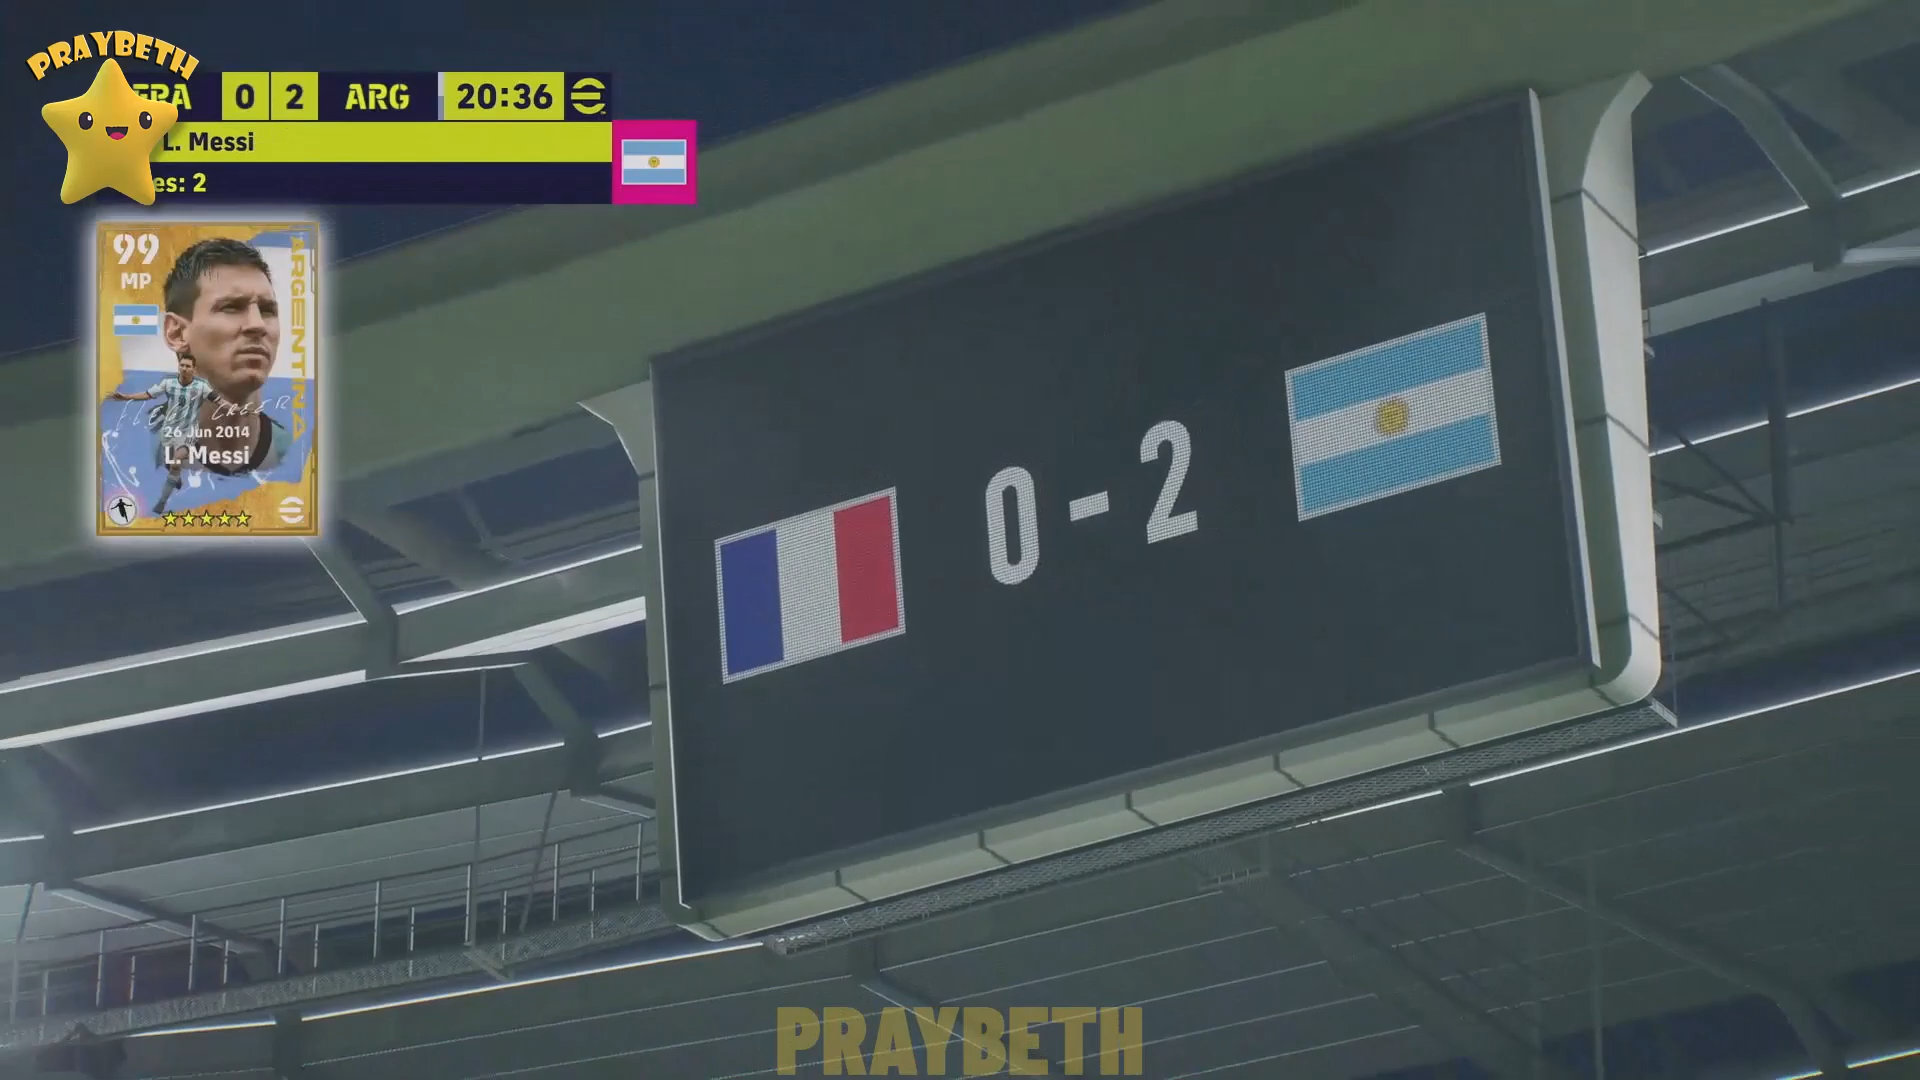 PRAYBETH
FRA 0 2 ARG 20:36
L. Messi
es: 2
99
MP
ARGENTINA
26 Jun 2014
L. Messi
0-2
PRAYBETH